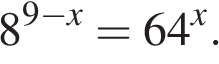 8^{9-x} = 64^x.